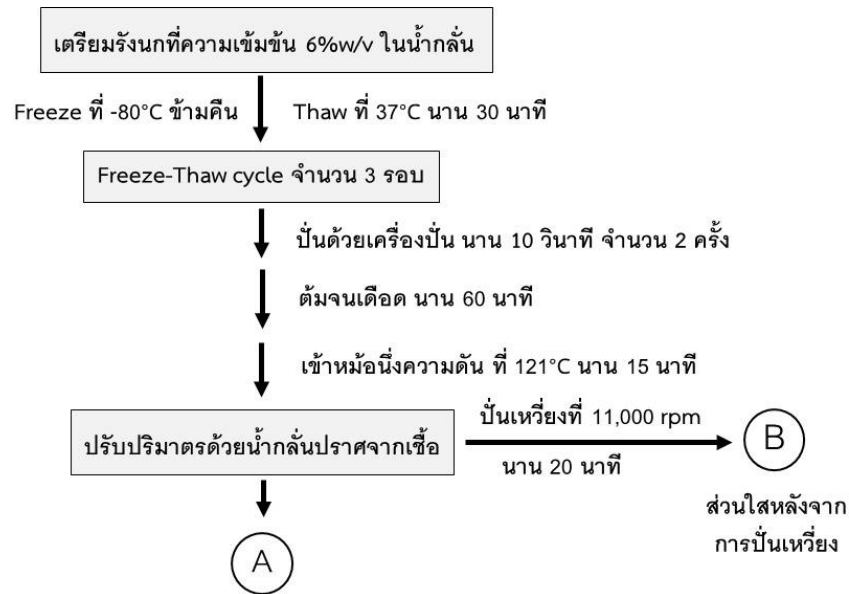 เตรียมรังนกที่ความเข้มข้น 6%w/v ในน้ำกลั่น
Freeze ที่ -80°C ข้ามคืน
Thaw ที่ 37°C นาน 30 นาที
Freeze-Thaw cycle จำนวน 3 รอบ
ปั่นด้วยเครื่องปั่น นาน 10 วินาที จำนวน 2 ครั้ง
ต้มจนเดือด นาน 60 นาที
เข้าหม้อนึ่งความดัน ที่ 121°C นาน 15 นาที
ปรับปริมาตรด้วยน้ำกลั่นปราศจากเชื้อ
ปั่นเหวี่ยงที่ 11,000 rpm
นาน 20 นาที
B
ส่วนใสหลังจาก
การปั่นเหวี่ยง
A